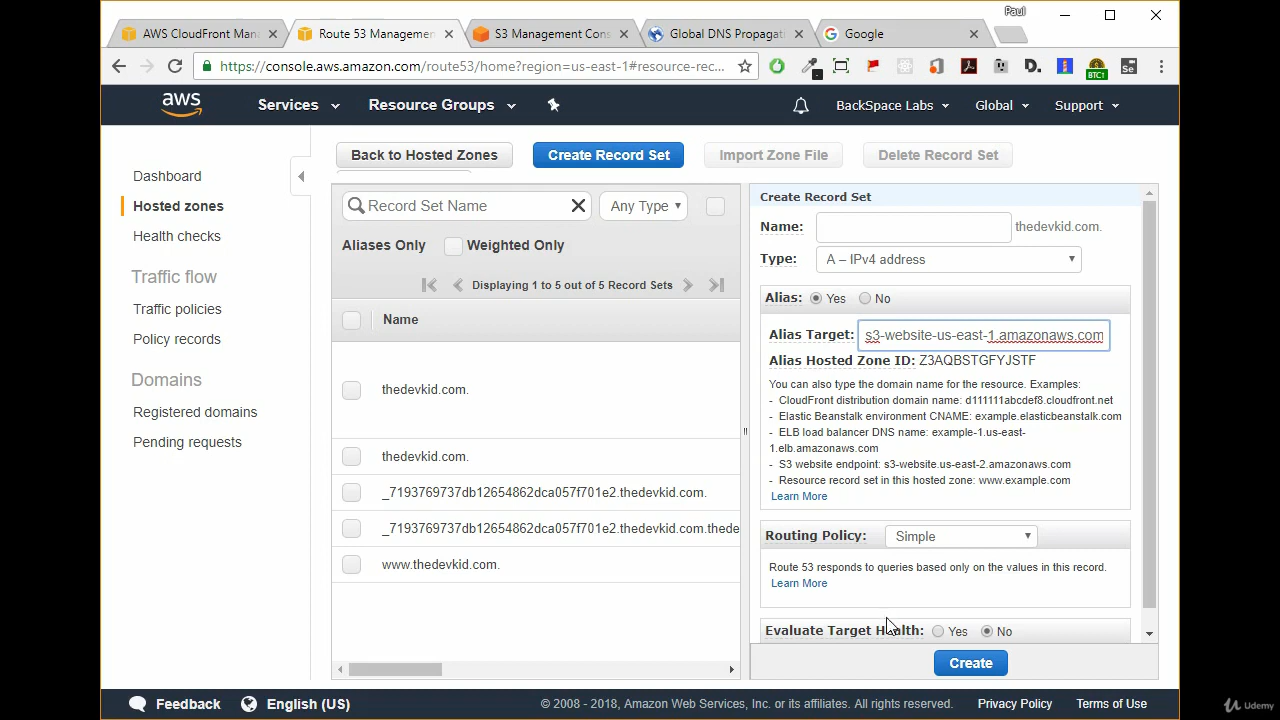 Paul
AWS CloudFront Man
Route 53 Managemen
S3 Management Cons
Global DNS Propagati
Google
https://console.aws.amazon.com/route53/home?region=us-east-1#resource-rec...
BTC1
Se
aws
Services
Resource Groups
BackSpace Labs
Global
Support
Dashboard
Hosted zones
Health checks
Traffic flow
Traffic policies
Policy records
Domains
Registered domains
Pending requests
Back to Hosted Zones
Create Record Set
Import Zone File
Delete Record Set
Record Set Name
Any Type
Aliases Only
Weighted Only
Displaying 1 to 5 out of 5 Record Sets
Name
thedevkid.com.
thedevkid.com.
_7193769737db12654862dca057f701e2.thedevkid.com.
_7193769737db12654862dca057f701e2.thedevkid.com.thede
www.thedevkid.com.
Create Record Set
Name: thedevkid.com.
Type: A – IPv4 address
Alias: Yes No
Alias Target: s3-website-us-east-1.amazonaws.com
Alias Hosted Zone ID: Z3AQBSTGFYJSTF
You can also type the domain name for the resource. Examples:
- CloudFront distribution domain name: d111111abcdef8.cloudfront.net
- Elastic Beanstalk environment CNAME: example.elasticbeanstalk.com
- ELB load balancer DNS name: example-1.us-east-
1.elb.amazonaws.com
- S3 website endpoint: s3-website.us-east-2.amazonaws.com
- Resource record set in this hosted zone: www.example.com
Learn More
Routing Policy: Simple
Route 53 responds to queries based only on the values in this record.
Learn More
Evaluate Target Health: Yes No
Create
Feedback
English (US)
© 2008 - 2018, Amazon Web Services, Inc. or its affiliates. All rights reserved.
Privacy Policy
Terms of Use
Udemy